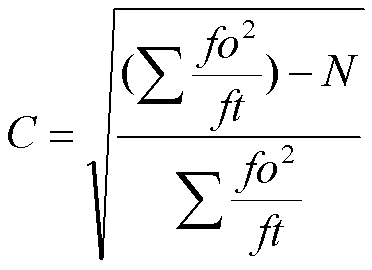 C = √(((∑ fo²/ft) – N) / (∑ fo²/ft))